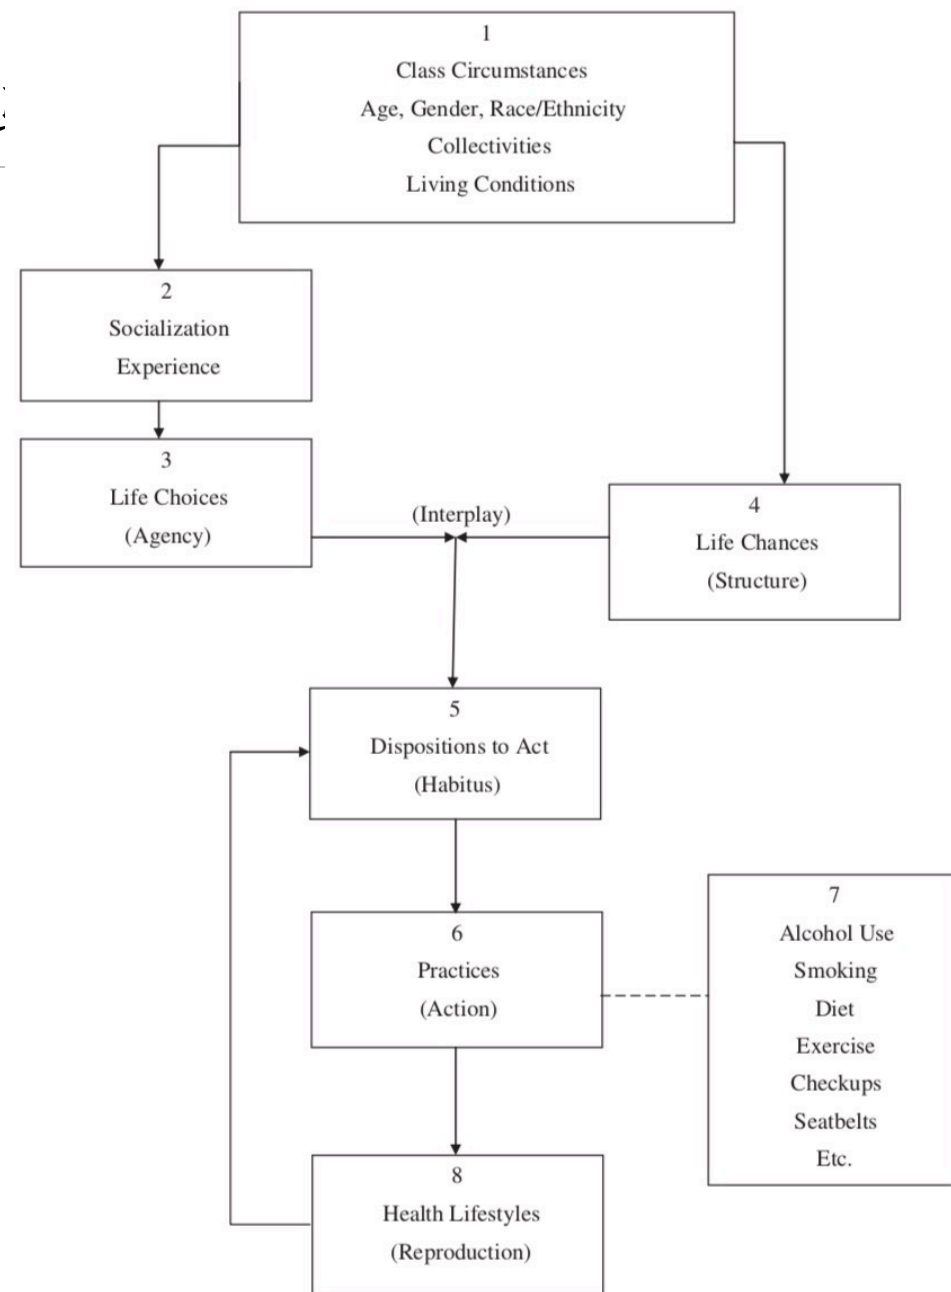 1
Class Circumstances
Age, Gender, Race/Ethnicity
Collectivities
Living Conditions
2
Socialization
Experience
3
Life Choices
(Agency)
(Interplay)
4
Life Chances
(Structure)
5
Dispositions to Act
(Habitus)
6
Practices
(Action)
7
Alcohol Use
Smoking
Diet
Exercise
Checkups
Seatbelts
Etc.
8
Health Lifestyles
(Reproduction)